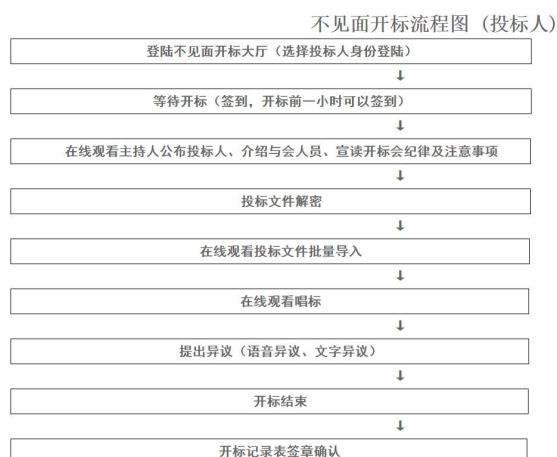 不见面开标流程图（投标人）
登陆不见面开标大厅（选择投标人身份登陆）
↓
等待开标（签到，开标前一小时可以签到）
↓
在线观看主持人公布投标人、介绍与会人员、宣读开标会纪律及注意事项
↓
投标文件解密
↓
在线观看投标文件批量导入
↓
在线观看唱标
↓
提出异议（语音异议、文字异议）
↓
开标结束
↓
开标记录表签章确认